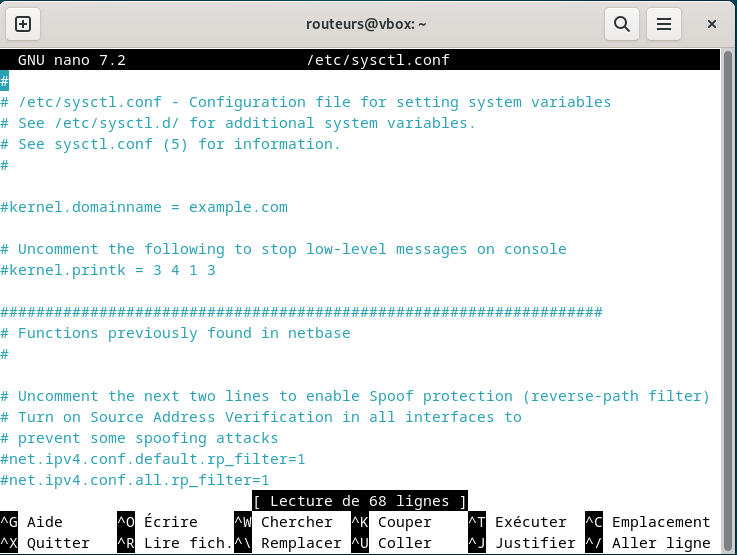 routeurs@vbox: ~
GNU nano 7.2 /etc/sysctl.conf
#
# /etc/sysctl.conf - Configuration file for setting system variables
# See /etc/sysctl.d/ for additional system variables.
# See sysctl.conf (5) for information.
#
#kernel.domainname = example.com
# Uncomment the following to stop low-level messages on console
#kernel.printk = 3 4 1 3
###################################################################
# Functions previously found in netbase
#
# Uncomment the next two lines to enable Spoof protection (reverse-path filter)
# Turn on Source Address Verification in all interfaces to
# prevent some spoofing attacks
#net.ipv4.conf.default.rp_filter=1
#net.ipv4.conf.all.rp_filter=1
[ Lecture de 68 lignes ]
^G Aide ^O Écrire ^W Chercher ^K Couper ^T Exécuter ^C Emplacement
^X Quitter ^R Lire fich. ^\ Remplacer ^U Coller ^J Justifier ^/ Aller ligne